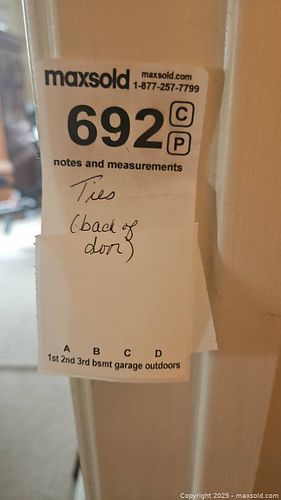 maxsold maxsold.com
1-877-257-7799
692 C
P
notes and measurements
Ties
(back of
door)
A B C D
1st 2nd 3rd bsmt garage outdoors
Copyright © 2025 - maxsold.com